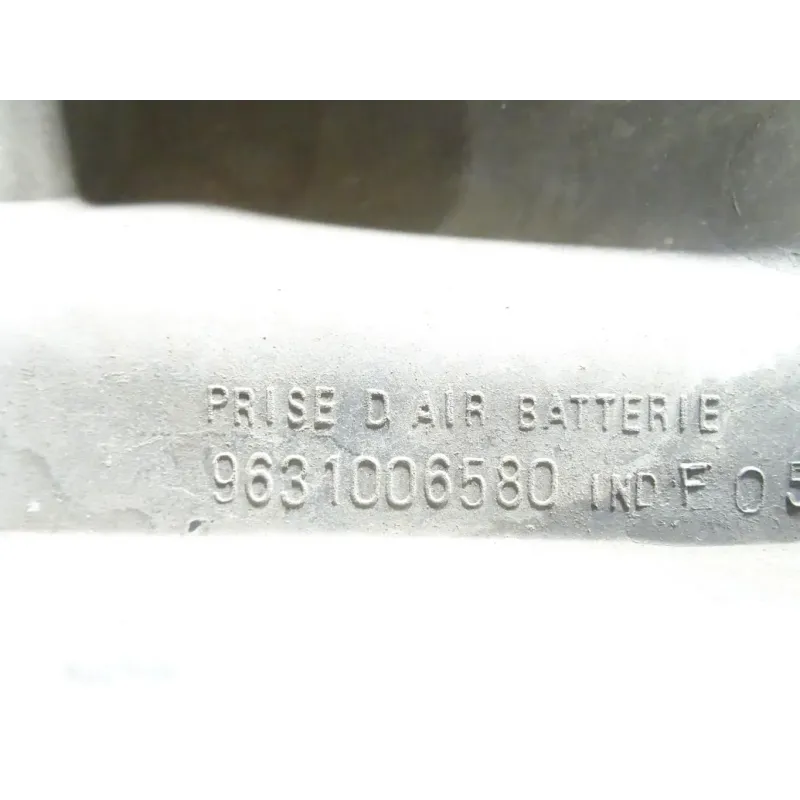 PRISE D AIR BATTERIE
9631006580 IND F 05